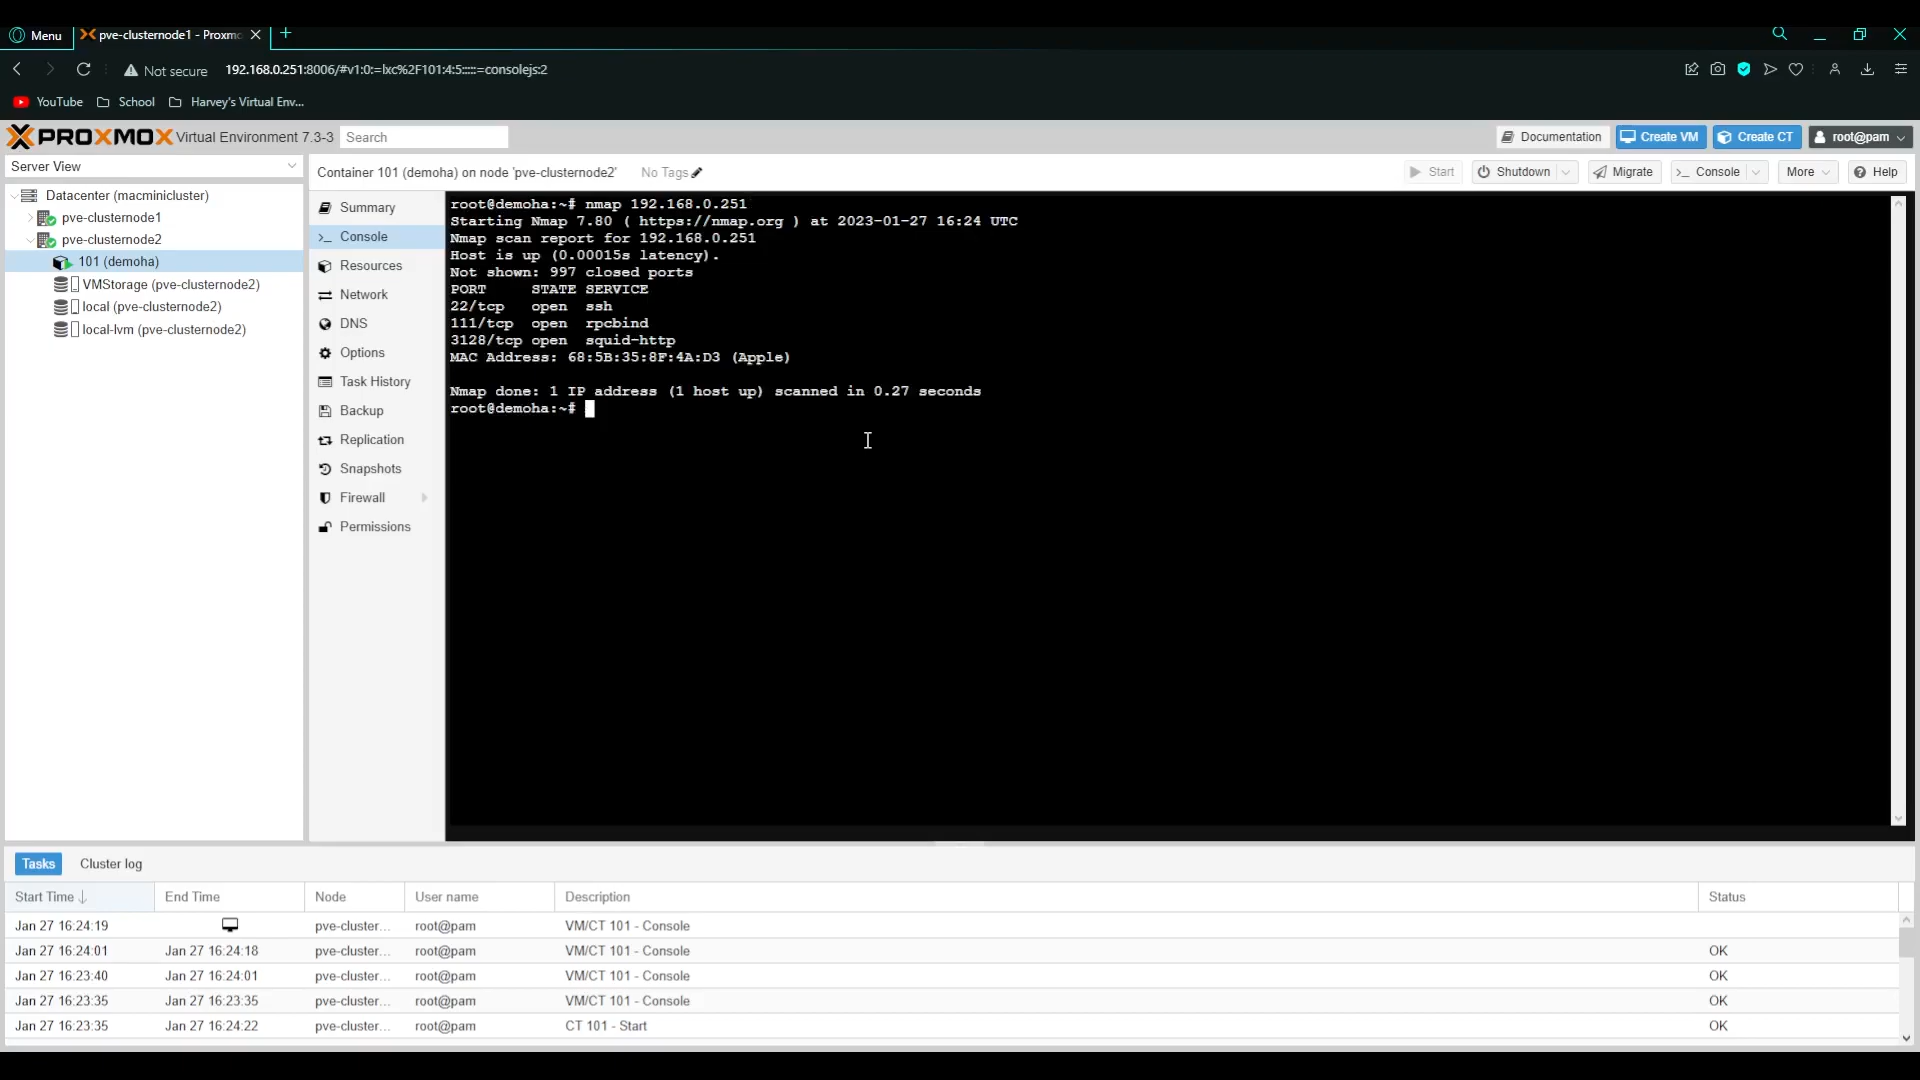 Menu
pve-clusternode1 - Proxmo
Not secure
192.168.0.251:8006/#v1:0:=lxc%2F101:4:5:::::=consolejs:2
YouTube
School
Harvey's Virtual Env...
PROXMOX Virtual Environment 7.3-3
Search
Documentation
Create VM
Create CT
root@pam
Server View
Datacenter (macminicluster)
pve-clusternode1
pve-clusternode2
101 (demoha)
VMStorage (pve-clusternode2)
local (pve-clusternode2)
local-lvm (pve-clusternode2)
Container 101 (demoha) on node 'pve-clusternode2'
No Tags
Start
Shutdown
Migrate
>_ Console
More
Help
Summary
>_ Console
Resources
Network
DNS
Options
Task History
Backup
Replication
Snapshots
Firewall
Permissions
root@demoha:~# nmap 192.168.0.251
Starting Nmap 7.80 ( https://nmap.org ) at 2023-01-27 16:24 UTC
Nmap scan report for 192.168.0.251
Host is up (0.00015s latency).
Not shown: 997 closed ports
PORT     STATE SERVICE
22/tcp   open  ssh
111/tcp  open  rpcbind
3128/tcp open  squid-http
MAC Address: 68:5B:35:8F:4A:D3 (Apple)
Nmap done: 1 IP address (1 host up) scanned in 0.27 seconds
root@demoha:~#
Tasks
Cluster log
Start Time End Time Node User name Description Status
Jan 27 16:24:19 pve-cluster... root@pam VM/CT 101 - Console
Jan 27 16:24:01 Jan 27 16:24:18 pve-cluster... root@pam VM/CT 101 - Console OK
Jan 27 16:23:40 Jan 27 16:24:01 pve-cluster... root@pam VM/CT 101 - Console OK
Jan 27 16:23:35 Jan 27 16:23:35 pve-cluster... root@pam VM/CT 101 - Console OK
Jan 27 16:23:35 Jan 27 16:24:22 pve-cluster... root@pam CT 101 - Start OK